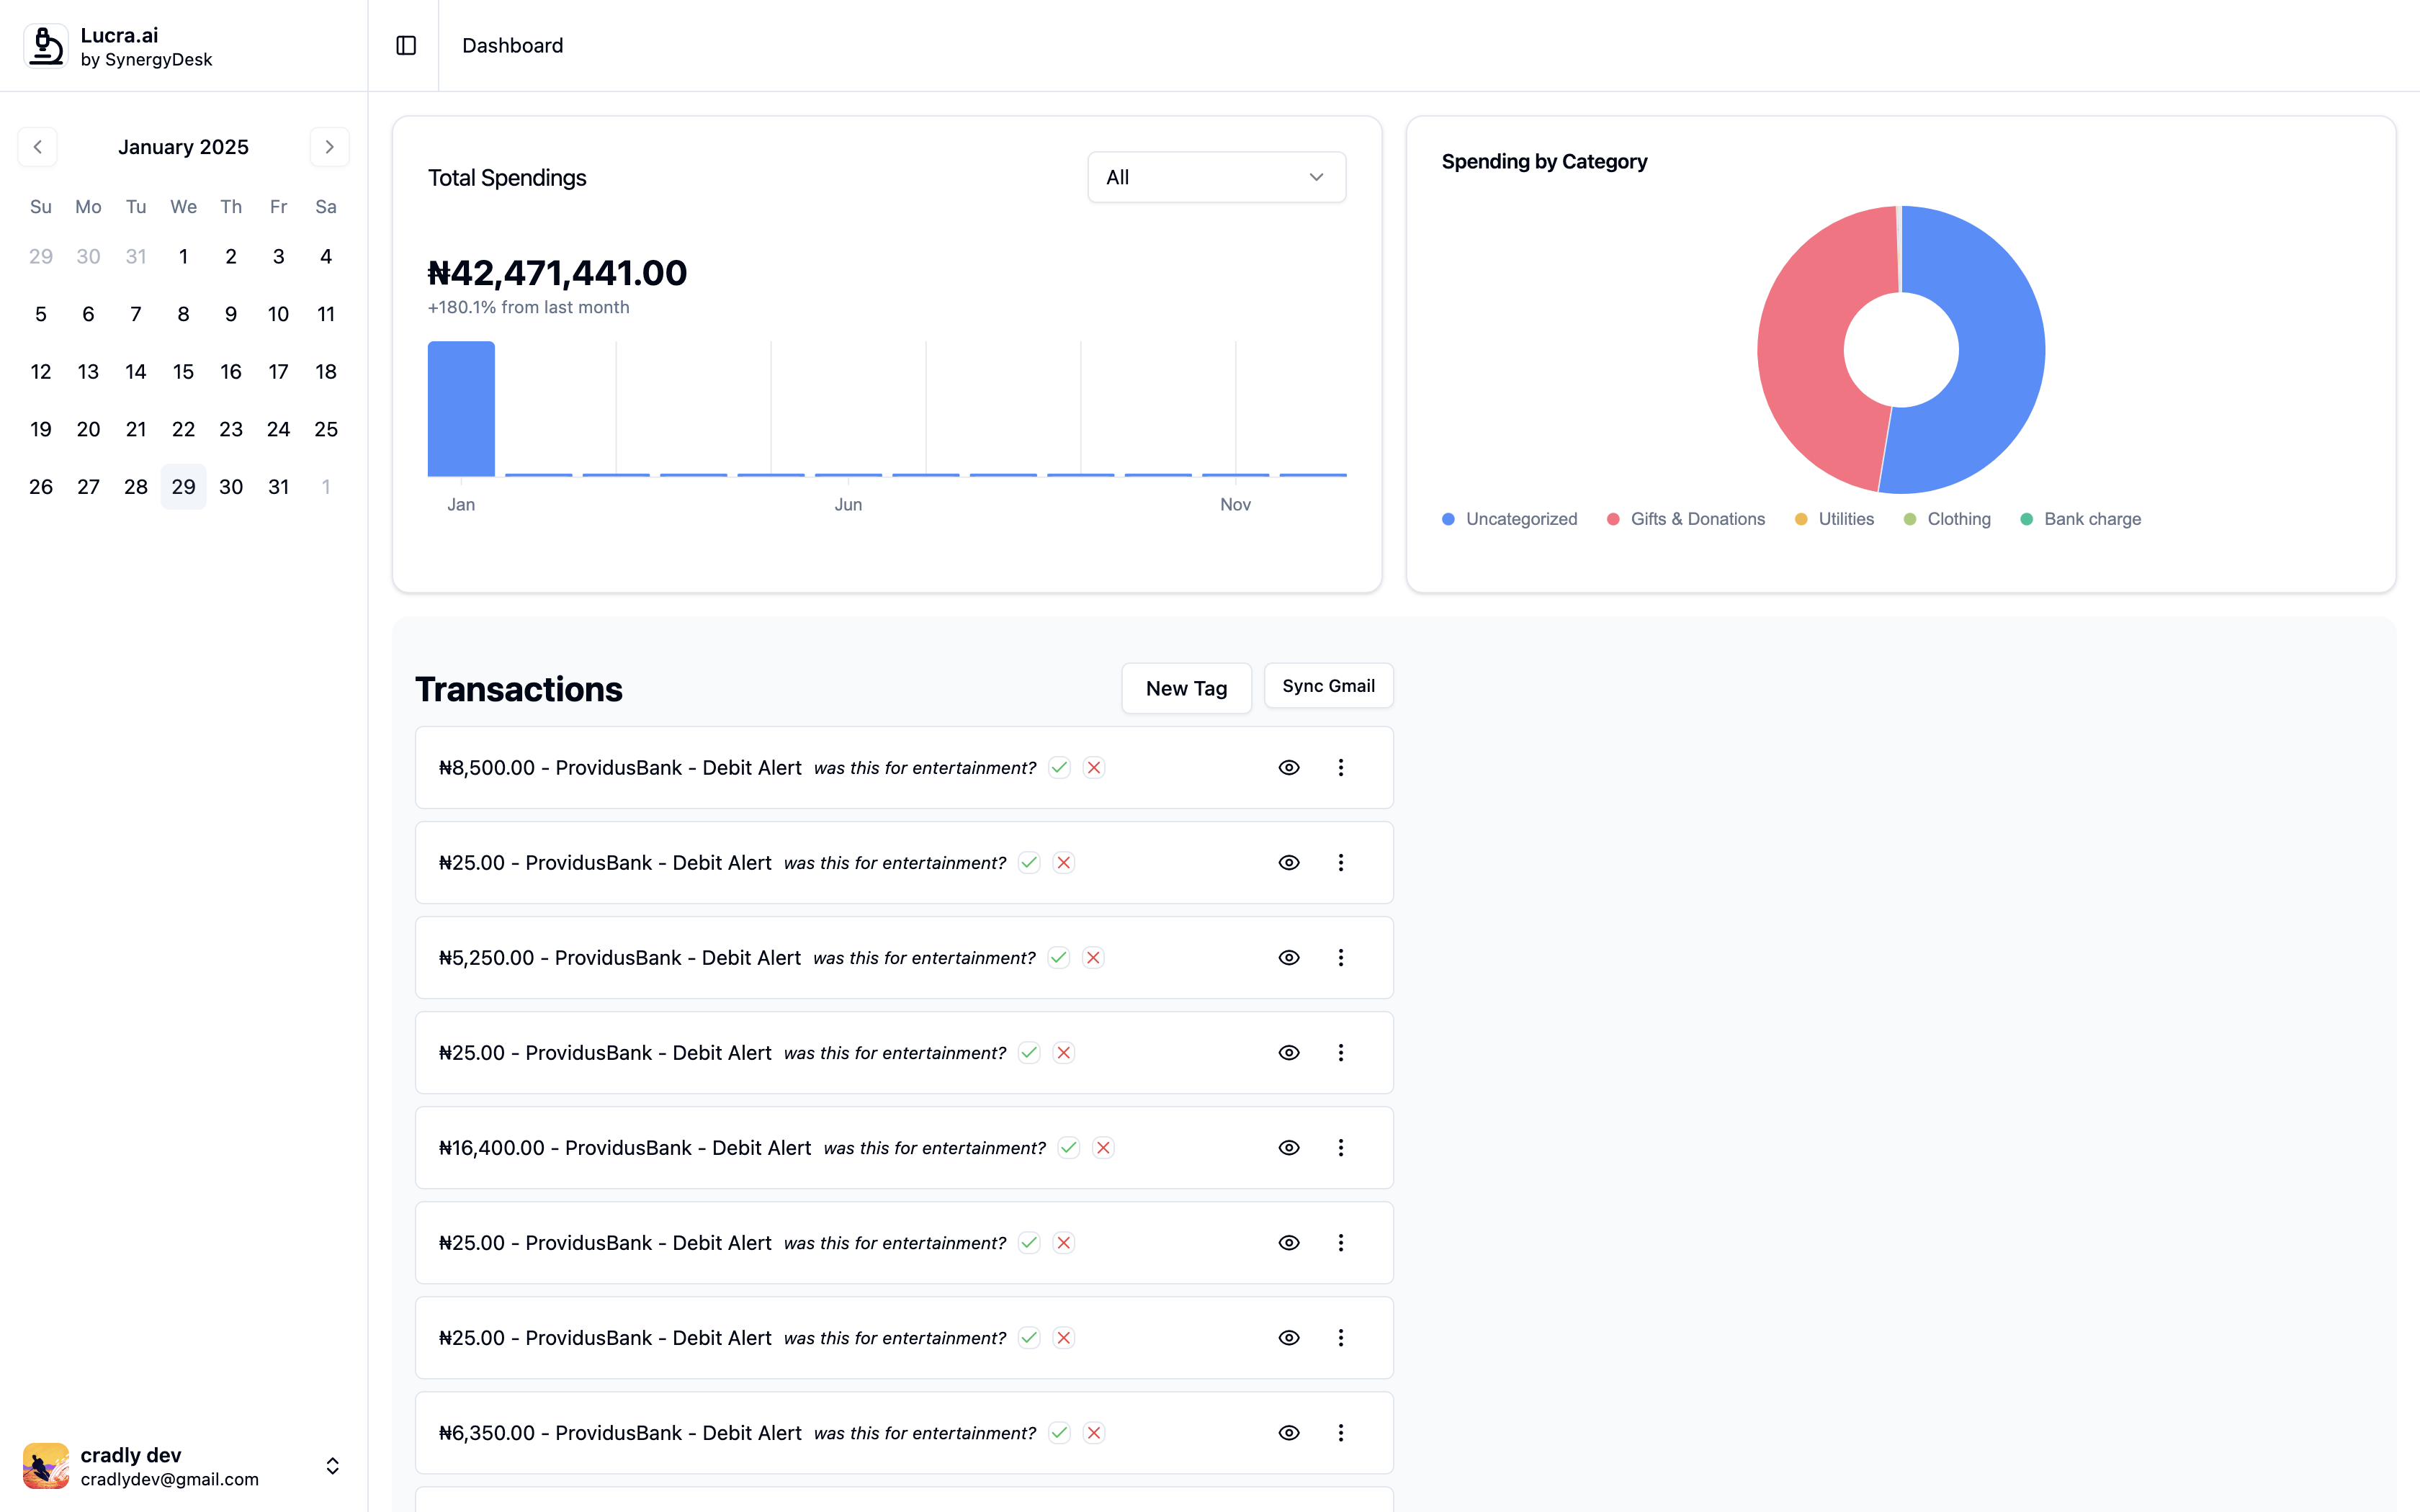 Lucra.ai
by SynergyDesk
Dashboard
January 2025
Su Mo Tu We Th Fr Sa
29 30 31 1 2 3 4
5 6 7 8 9 10 11
12 13 14 15 16 17 18
19 20 21 22 23 24 25
26 27 28 29 30 31 1
Total Spendings
All
₦42,471,441.00
+180.1% from last month
Jan Jun Nov
Spending by Category
Uncategorized Gifts & Donations Utilities Clothing Bank charge
Transactions
New Tag
Sync Gmail
₦8,500.00 - ProvidusBank - Debit Alert was this for entertainment?
₦25.00 - ProvidusBank - Debit Alert was this for entertainment?
₦5,250.00 - ProvidusBank - Debit Alert was this for entertainment?
₦25.00 - ProvidusBank - Debit Alert was this for entertainment?
₦16,400.00 - ProvidusBank - Debit Alert was this for entertainment?
₦25.00 - ProvidusBank - Debit Alert was this for entertainment?
₦25.00 - ProvidusBank - Debit Alert was this for entertainment?
₦6,350.00 - ProvidusBank - Debit Alert was this for entertainment?
cradly dev
cradlydev@gmail.com